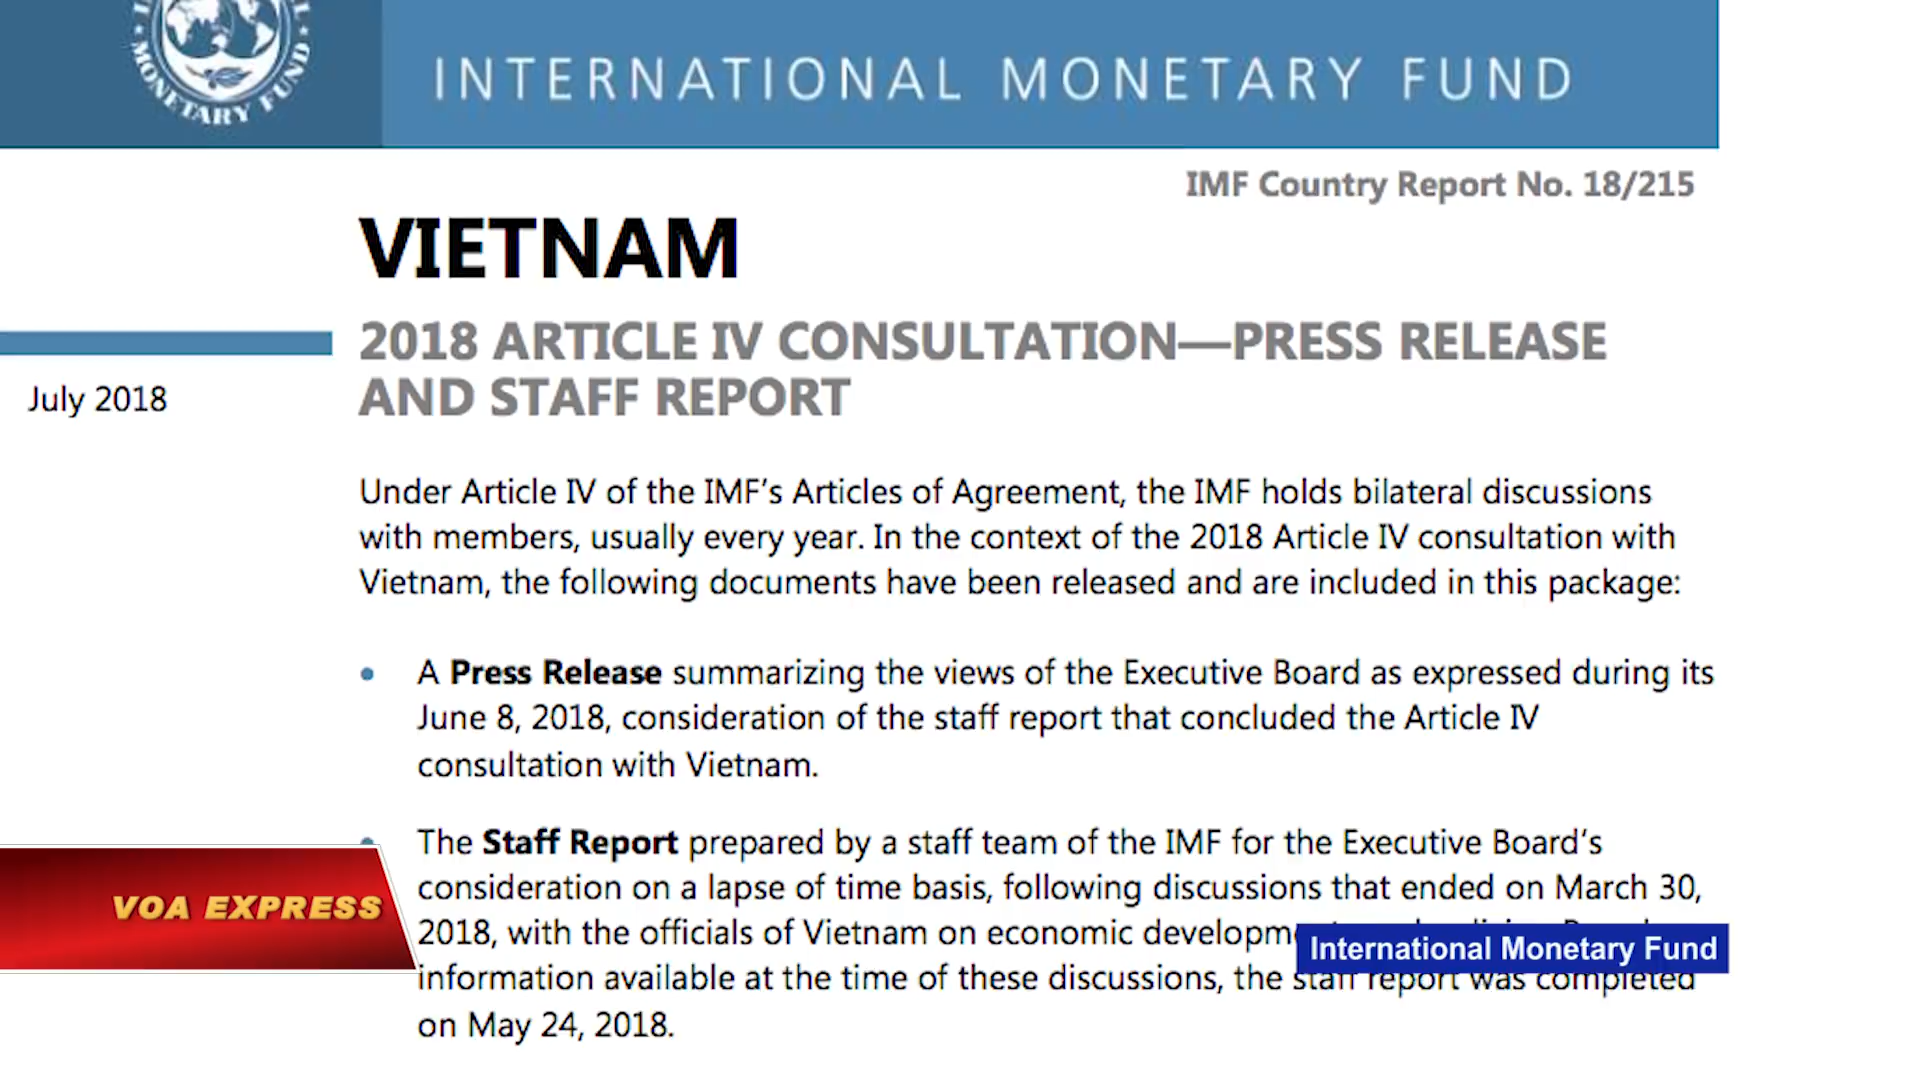 MONETARY FUND
INTERNATIONAL MONETARY FUND
IMF Country Report No. 18/215
VIETNAM
2018 ARTICLE IV CONSULTATION—PRESS RELEASE
AND STAFF REPORT
July 2018
Under Article IV of the IMF’s Articles of Agreement, the IMF holds bilateral discussions
with members, usually every year. In the context of the 2018 Article IV consultation with
Vietnam, the following documents have been released and are included in this package:
• A Press Release summarizing the views of the Executive Board as expressed during its
June 8, 2018, consideration of the staff report that concluded the Article IV
consultation with Vietnam.
• The Staff Report prepared by a staff team of the IMF for the Executive Board’s
consideration on a lapse of time basis, following discussions that ended on March 30,
2018, with the officials of Vietnam on economic
information available at the time of these discussions, the staff report was completed
on May 24, 2018.
VOA EXPRESS
International Monetary Fund